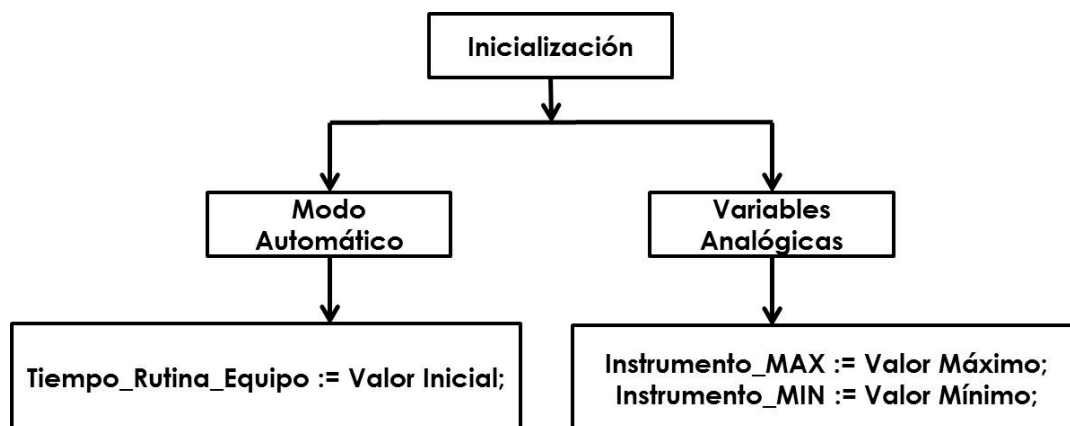 Inicialización
Modo
Automático
Variables
Analógicas
Tiempo_Rutina_Equipo := Valor Inicial;
Instrumento_MAX := Valor Máximo;
Instrumento_MIN := Valor Mínimo;